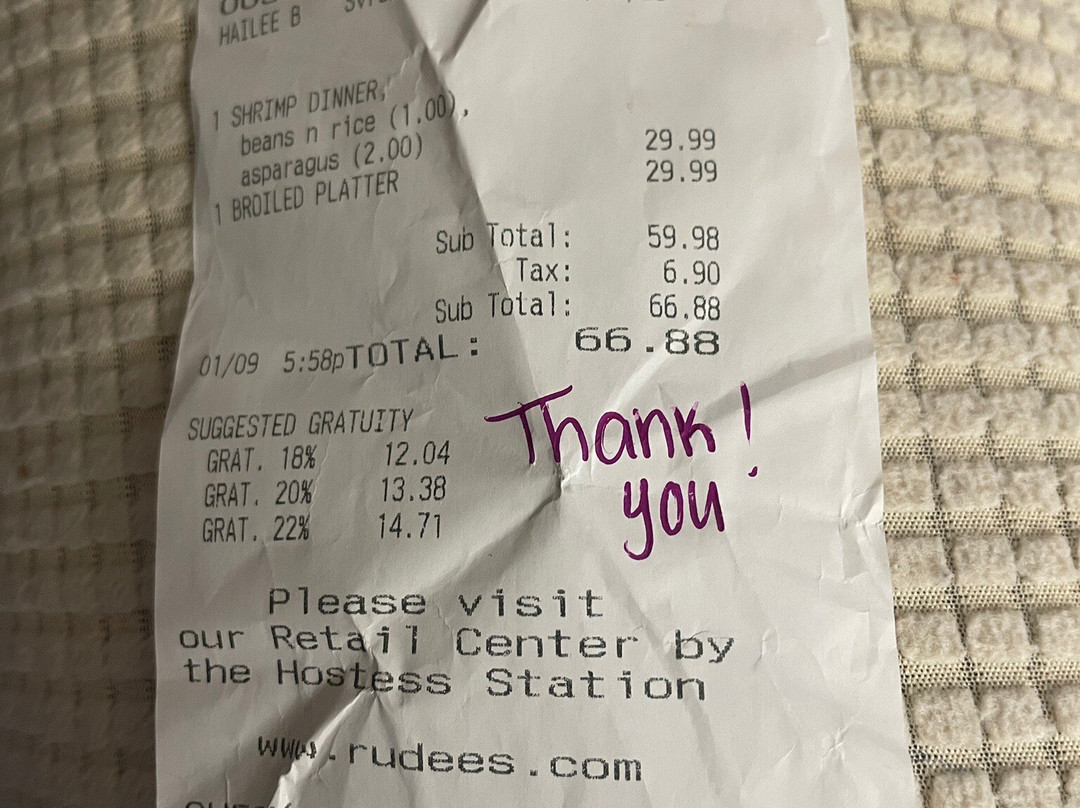 HAILEE B
1 SHRIMP DINNER,
beans n rice (1.00),
asparagus (2.00) 29.99
1 BROILED PLATTER 29.99
Sub Total: 59.98
Tax: 6.90
Sub Total: 66.88
01/09 5:58pTOTAL: 66.88
SUGGESTED GRATUITY
GRAT. 18% 12.04
GRAT. 20% 13.38
GRAT. 22% 14.71
Thank!
you
Please visit
our Retail Center by
the Hostess Station
www.rudees.com